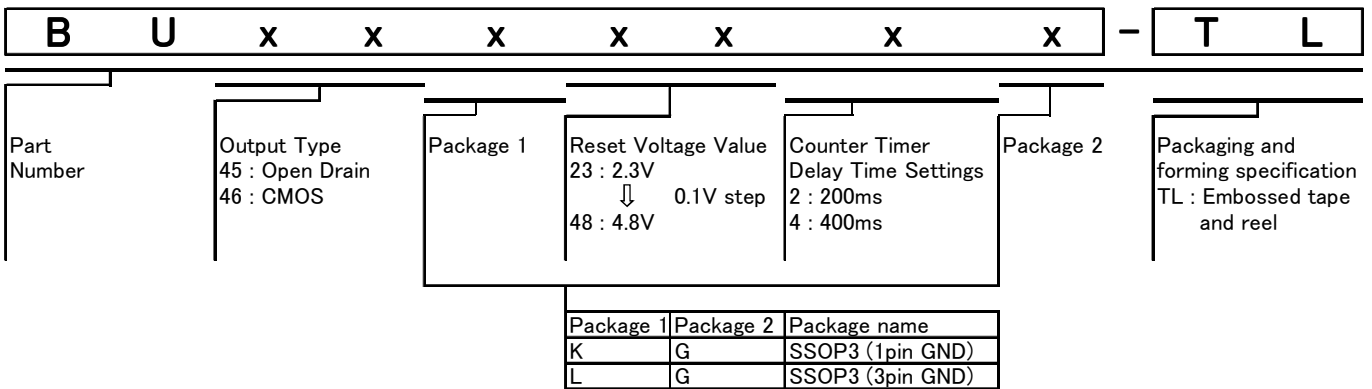 B U x x x x x x x - T L
Part Number
Output Type
45 : Open Drain
46 : CMOS
Package 1
Reset Voltage Value
23 : 2.3V
⇩ 0.1V step
48 : 4.8V
Counter Timer
Delay Time Settings
2 : 200ms
4 : 400ms
Package 2
Packaging and
forming specification
TL : Embossed tape
and reel
Package 1 Package 2 Package name
K G SSOP3 (1pin GND)
L G SSOP3 (3pin GND)